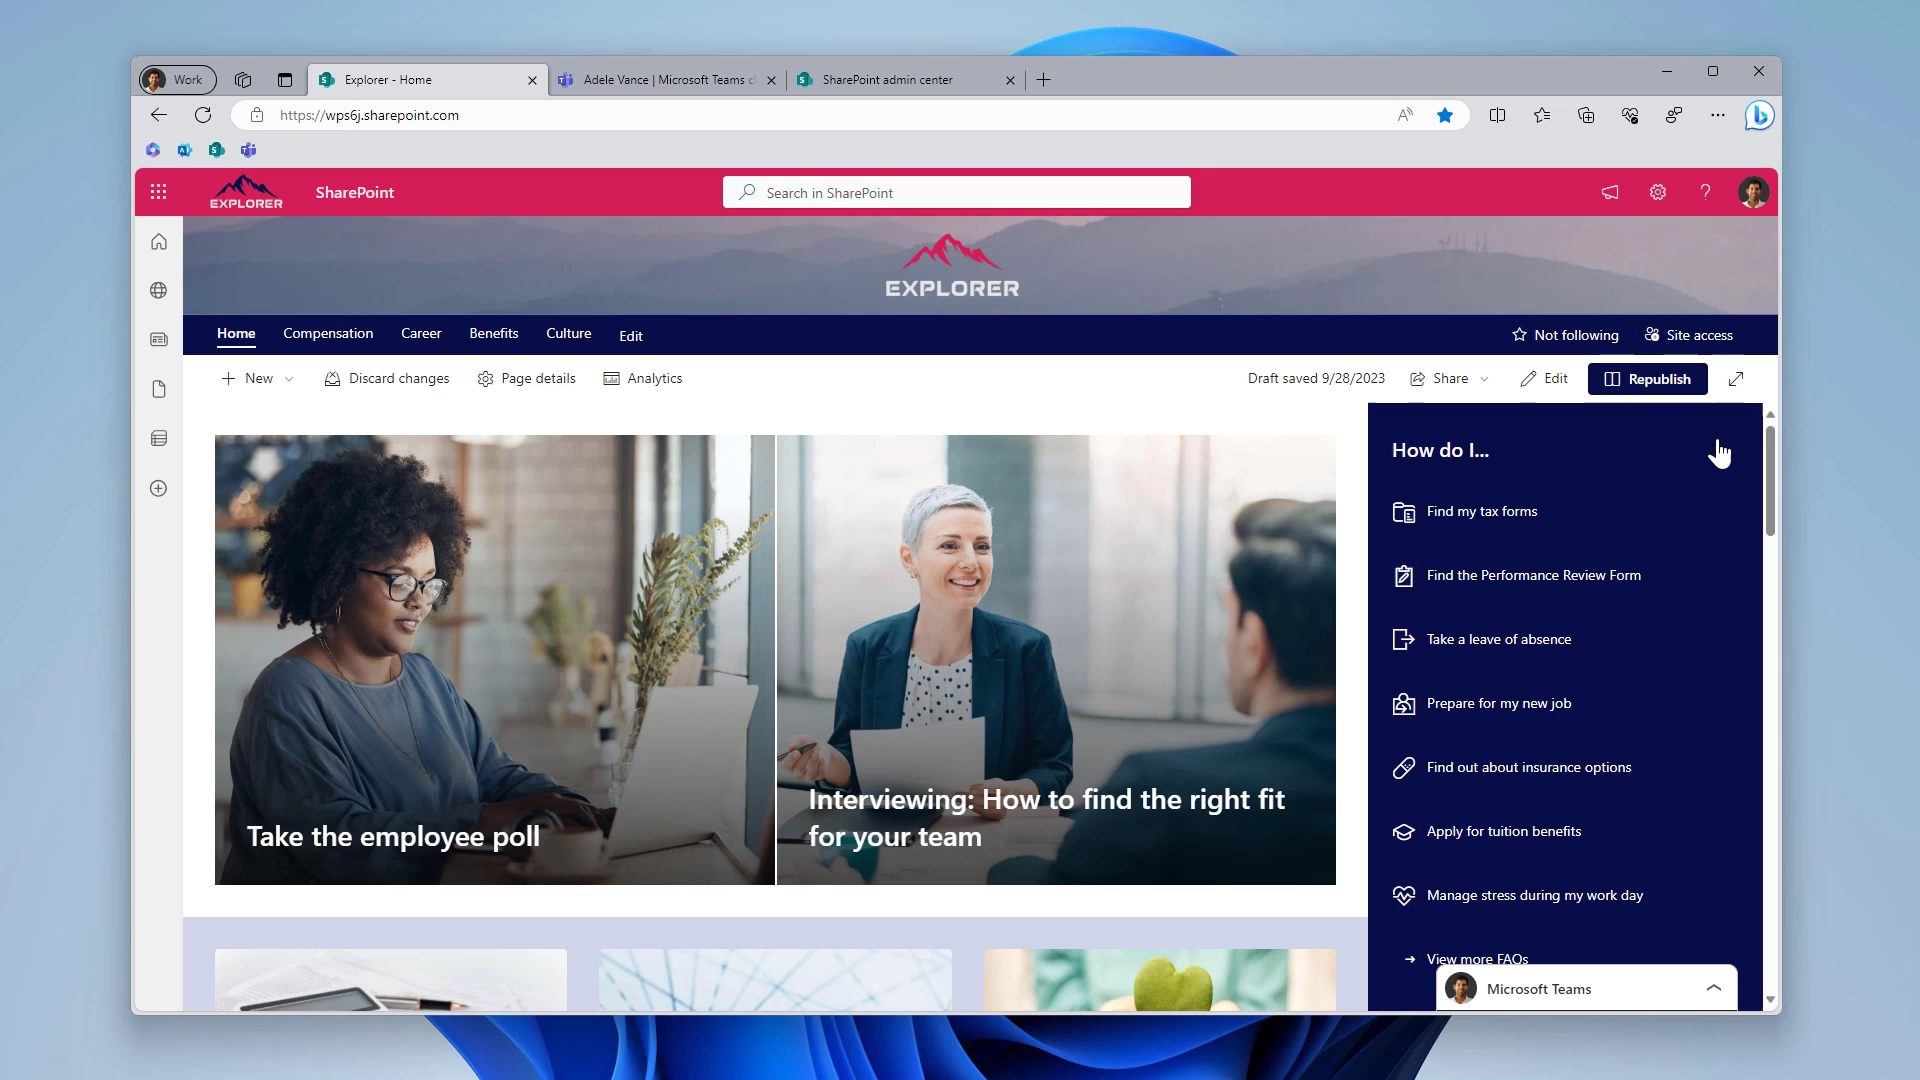 Work
Explorer - Home
Adele Vance | Microsoft Teams c
SharePoint admin center
https://wps6j.sharepoint.com
EXPLORER
SharePoint
Search in SharePoint
EXPLORER
Home
Compensation
Career
Benefits
Culture
Edit
Not following
Site access
New
Discard changes
Page details
Analytics
Draft saved 9/28/2023
Share
Edit
Republish
Take the employee poll
Interviewing: How to find the right fit
for your team
How do I...
Find my tax forms
Find the Performance Review Form
Take a leave of absence
Prepare for my new job
Find out about insurance options
Apply for tuition benefits
Manage stress during my work day
View more FAQs
Microsoft Teams